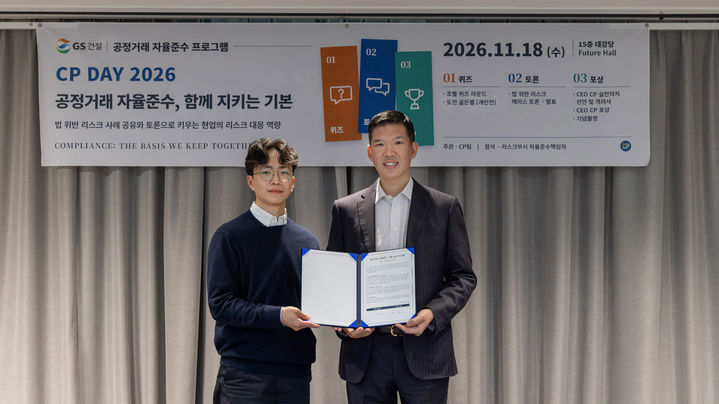 GS건설 | 공정거래 자율준수 프로그램
CP DAY 2026
공정거래 자율준수, 함께 지키는 기본
법 위반 리스크 사례 공유와 토론으로 키우는 현업의 리스크 대응 역량
COMPLIANCE: THE BASIS WE KEEP TOGETHE
01
퀴즈
02
토
03
2026.11.18 (수)
15층 대강당
Future Hall
01 퀴즈
· 조별 퀴즈 라운드
· 도전 골든벨 (개인전)
02 토론
· 법 위반 리스크
케이스 토론 · 발표
03 포상
· CEO CP 실천의지
선언 및 격려사
· CEO CP 포상
· 기념촬영
주관 · CP팀 | 참석 · 리스크부서 자율준수책임자
CP